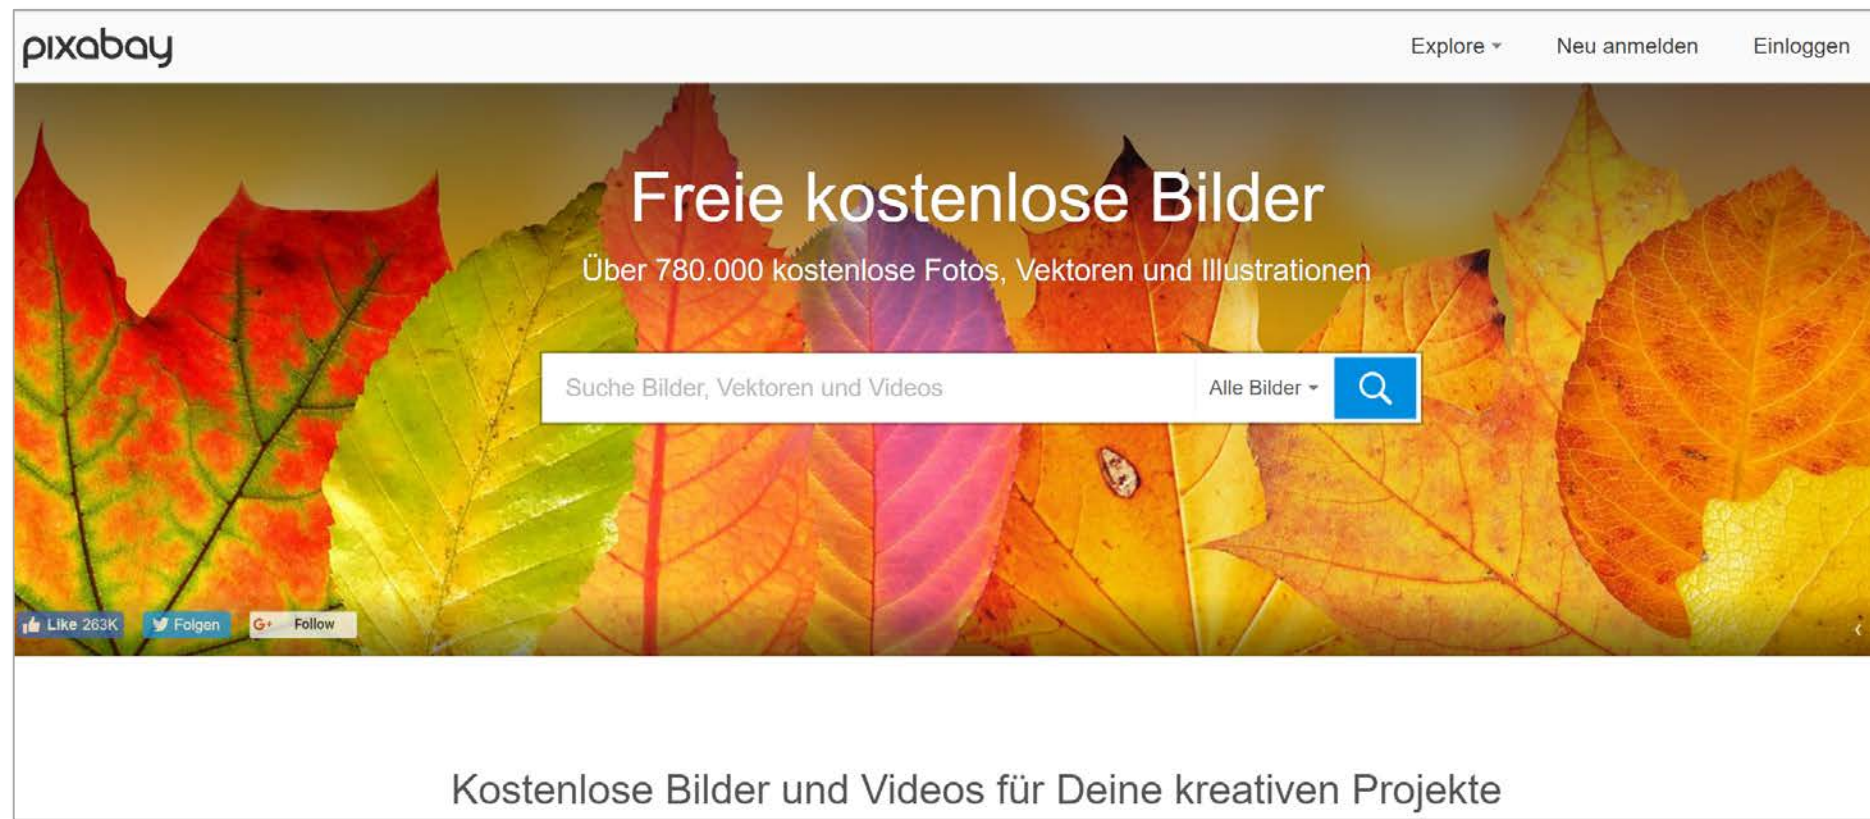 pixabay
Explore Neu anmelden Einloggen
Freie kostenlose Bilder
Über 780.000 kostenlose Fotos, Vektoren und Illustrationen
Suche Bilder, Vektoren und Videos Alle Bilder
Like 263K Folgen G+ Follow
Kostenlose Bilder und Videos für Deine kreativen Projekte